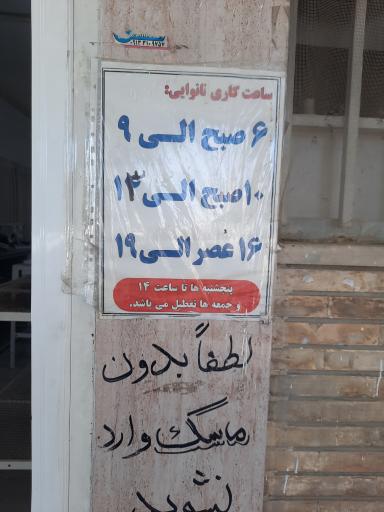 ۰۹۱۲۲۱۰۹۲۵۳
ساعت کاری نانوایی:
۶ صبح الی ۹
۱۰ صبح الی ۱۳
۱۶ عصر الی ۱۹
پنجشنبه ها تا ساعت ۱۴
و جمعه ها تعطیل می باشد.
لطفاً بدون
ماسک وارد
نشوید